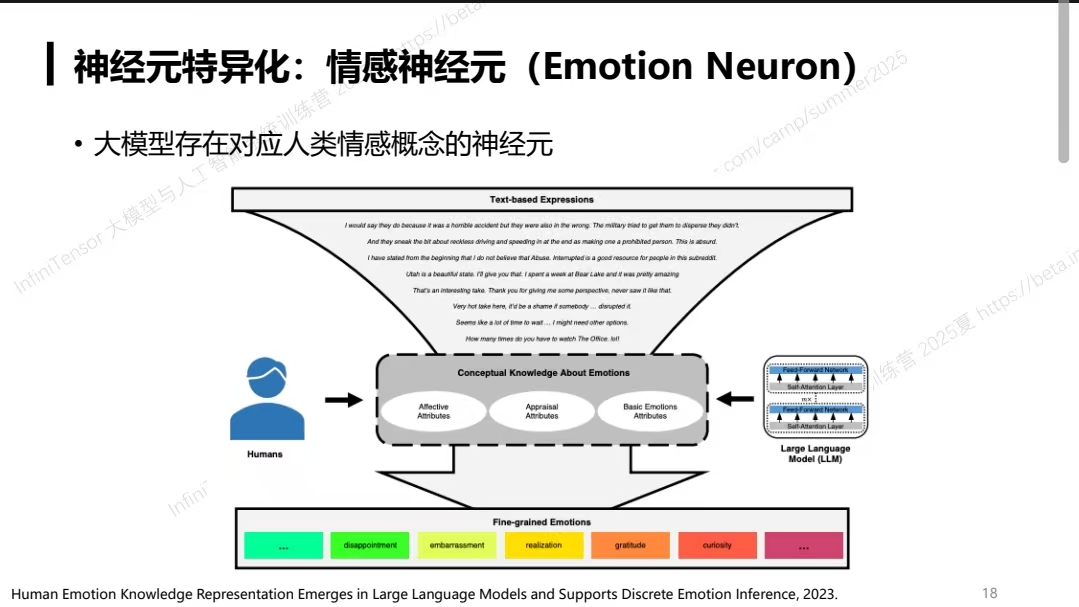 神经元特异化：情感神经元（Emotion Neuron）
• 大模型存在对应人类情感概念的神经元
Text-based Expressions
I would say they do because it was a horrible accident but they were also in the wrong. The military tried to get them to disperse they didn't.
And they sneak the bit about reckless driving and speeding in at the end as making one a prohibited person. This is absurd.
I have stated from the beginning that I do not believe that Abuse. Interrupted is a good resource for people in this subreddit.
Utah is a beautiful state. I'll give you that. I spent a week at Bear Lake and it was pretty amazing
That's an interesting take. Thank you for giving me some perspective, never saw it like that.
Very hot take here, it'd be a shame if somebody … disrupted it.
Seems like a lot of time to wait … I might need other options.
How many times do you have to watch The Office. lol!
Conceptual Knowledge About Emotions
Affective
Attributes
Appraisal
Attributes
Basic Emotions
Attributes
Humans
Feed-Forward Network
Self-Attention Layer
m×
Feed-Forward Network
Self-Attention Layer
Large Language
Model (LLM)
Fine-grained Emotions
...
disappointment
embarrassment
realization
gratitude
curiosity
...
Human Emotion Knowledge Representation Emerges in Large Language Models and Supports Discrete Emotion Inference, 2023.
18
InfiniTensor 大模型与人工智能
统训练营 2
https://beta
com/camp/summer2025
训练营 2025夏 https://beta.in